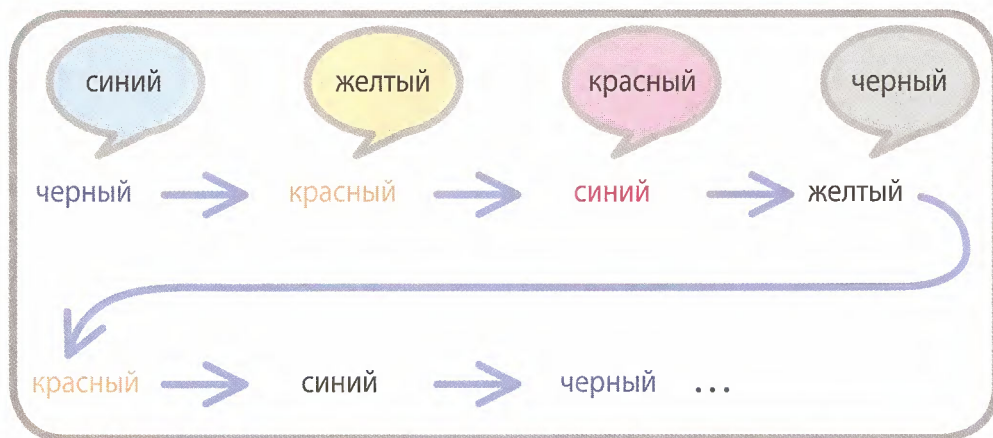 синий желтый красный черный
черный красный синий желтый
красный синий черный ...